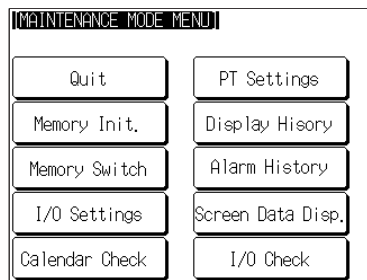 [MAINTENANCE MODE MENU]
Quit
PT Settings
Memory Init.
Display Hisory
Memory Switch
Alarm History
I/O Settings
Screen Data Disp.
Calendar Check
I/O Check